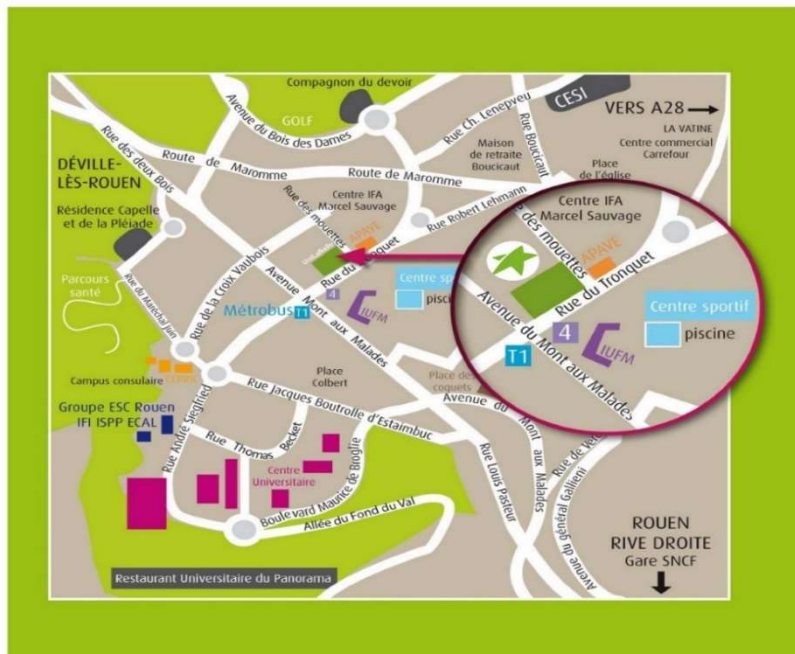 Compagnon du devoir
CESI
VERS A28
Avenue du Bois des Dames
GOLF
Rue Ch. Lenepveu
Rue Boucicaut
LA VATINE
Centre commercial
Carrefour
Rue des deux Bois
Maison
de retraite
Boucicaut
Place
de l'église
DÉVILLE-
LÈS-ROUEN
Route de Maromme
Route de Maromme
Résidence Capelle
et de la Pléiade
Rue des mouettes
Centre IFA
Marcel Sauvage
Rue Robert Lehmann
APAVE
Rue du Tronquet
Rue de la Croix Vaubois
Parcours
santé
Rue du Maréchal Juin
Avenue Mont aux Malades
Métrobus
T1
4
IUFM
Centre sp
pisci
Centre IFA
Marcel Sauvage
e des mouettes
APAVE
Rue du Tronquet
Centre sportif
piscine
4
IUFM
T1
Avenue du Mont aux Malades
Campus consulaire
Place
Colbert
Place des
coquets
Groupe ESC Rouen
IFI ISPP ECAL
Rue André Siegfried
Rue Jacques Boutrolle d'Estaimbuc
Avenue du Mont aux Malapes
Rue Thomas Becket
Centre
Universitaire
Boulevard Maurice de Broglie
Rue Louis Pasteur
Rue de Ver
Avenue du général Gallieni
Allée du Fond du Val
ROUEN
RIVE DROITE
Gare SNCF
Restaurant Universitaire du Panorama